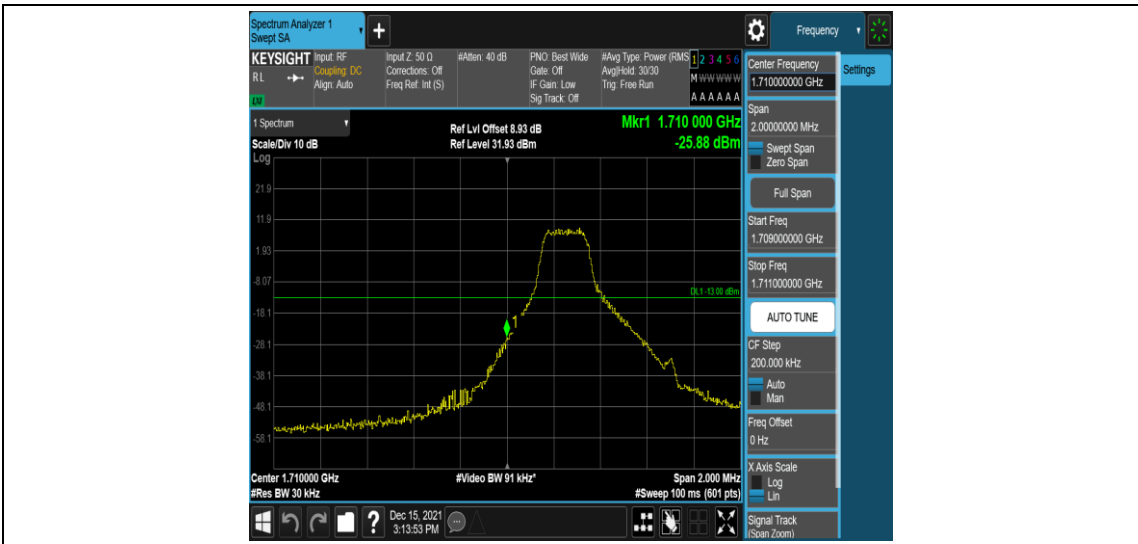 Spectrum Analyzer 1
Swept SA
+
Frequency
KEYSIGHT
RL
LXI
Input: RF
Coupling: DC
Align: Auto
Input Z: 50 Ω
Corrections: Off
Freq Ref: Int (S)
#Atten: 40 dB
PNO: Best Wide
Gate: Off
IF Gain: Low
Sig Track: Off
#Avg Type: Power (RMS
Avg|Hold: 30/30
Trig: Free Run
1 2 3 4 5 6
M W W W W W
A A A A A A
1 Spectrum
Scale/Div 10 dB
Ref Lvl Offset 8.93 dB
Ref Level 31.93 dBm
Mkr1 1.710 000 GHz
-25.88 dBm
Log
21.9
11.9
1.93
-8.07
-18.1
-28.1
-38.1
-48.1
-58.1
DL1 -13.00 dBm
1
Center 1.71000 GHz
#Res BW 30 kHz
#Video BW 91 kHz*
Span 2.000 MHz
#Sweep 100 ms (601 pts)
?
Dec 15, 2021
3:13:53 PM
Center Frequency
1.710000000 GHz
Settings
Span
2.00000000 MHz
Swept Span
Zero Span
Full Span
Start Freq
1.709000000 GHz
Stop Freq
1.711000000 GHz
AUTO TUNE
CF Step
200.000 kHz
Auto
Man
Freq Offset
0 Hz
X Axis Scale
Log
Lin
Signal Track
(Span Zoom)